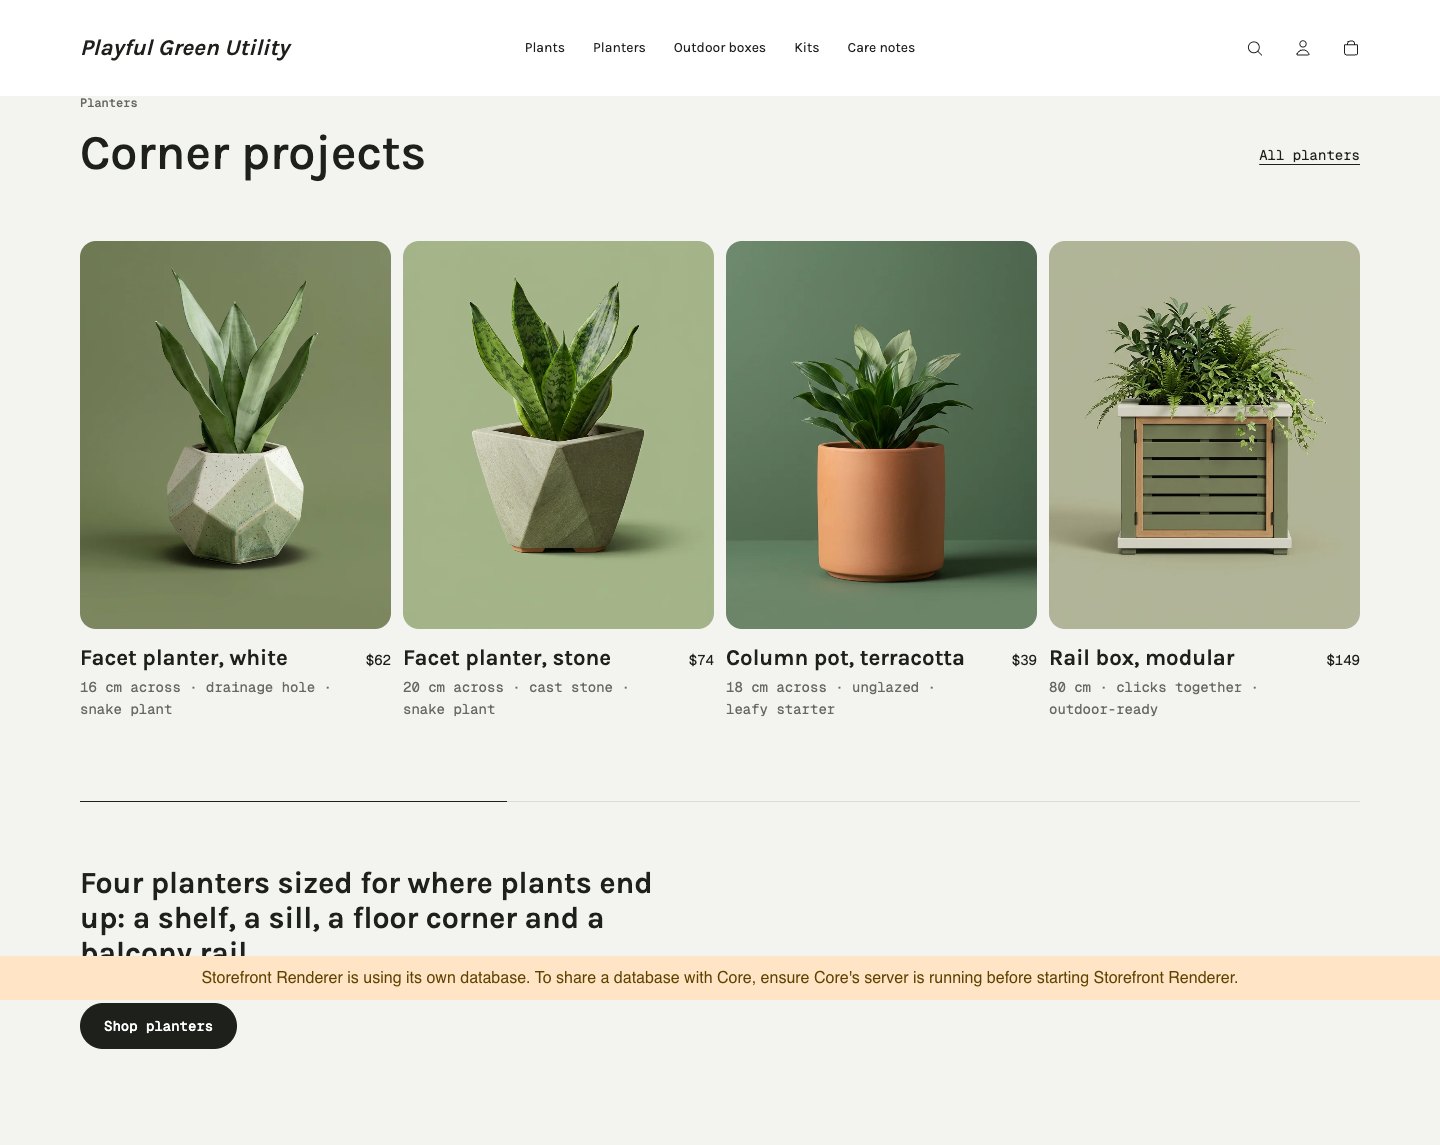 Playful Green Utility
Plants Planters Outdoor boxes Kits Care notes
Planters
Corner projects
All planters
Facet planter, white $62
16 cm across · drainage hole ·
snake plant
Facet planter, stone $74
20 cm across · cast stone ·
snake plant
Column pot, terracotta $39
18 cm across · unglazed ·
leafy starter
Rail box, modular $149
80 cm · clicks together ·
outdoor-ready
Four planters sized for where plants end
up: a shelf, a sill, a floor corner and a
balcony rail
Storefront Renderer is using its own database. To share a database with Core, ensure Core's server is running before starting Storefront Renderer.
Shop planters